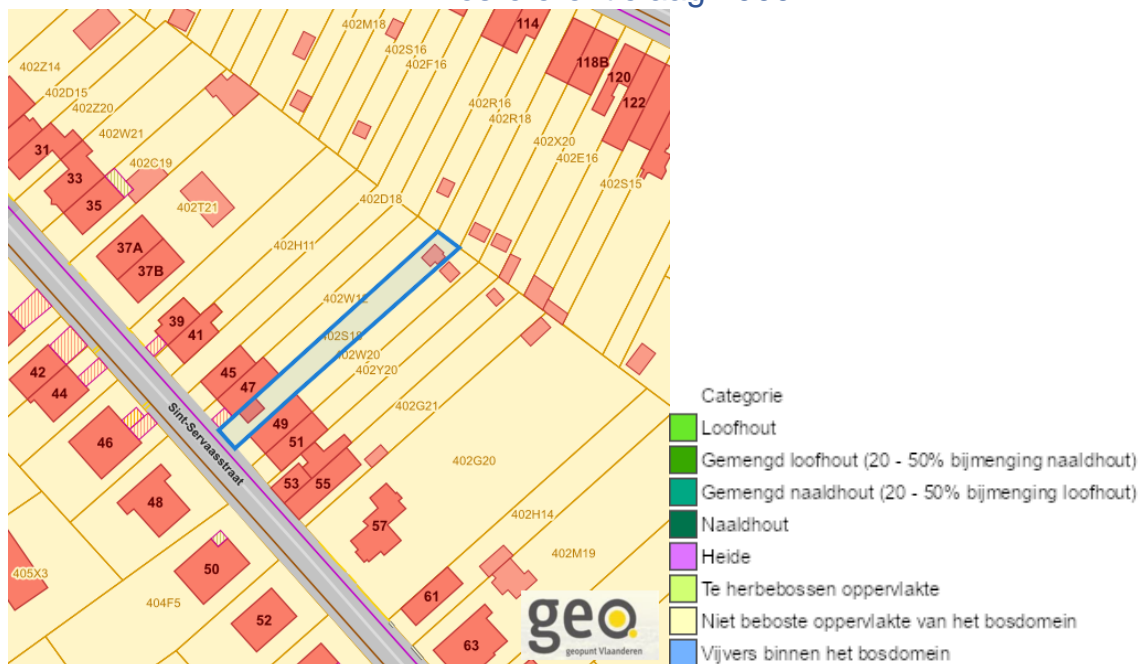 402M18
114
402S16
402F16
118B
120
122
402Z14
402D15
402Z20
402R16
402R18
402W21
31
402X20
402C19
402E16
33
402S15
35
402T21
402D18
37A
37B
402H11
402W12
39
41
402W20
402Y20
45
47
42
44
402G21
49
51
46
Sint-Servaasstraat
402G20
53
55
48
57
402H14
402M19
50
405X3
404F5
61
52
63
geo
geopunt Vlaanderen
Categorie
Loofhout
Gemengd loofhout (20 - 50% bijmenging naaldhout)
Gemengd naaldhout (20 - 50% bijmenging loofhout)
Naaldhout
Heide
Te herbebossen oppervlakte
Niet beboste oppervlakte van het bosdomein
Vijvers binnen het bosdomein